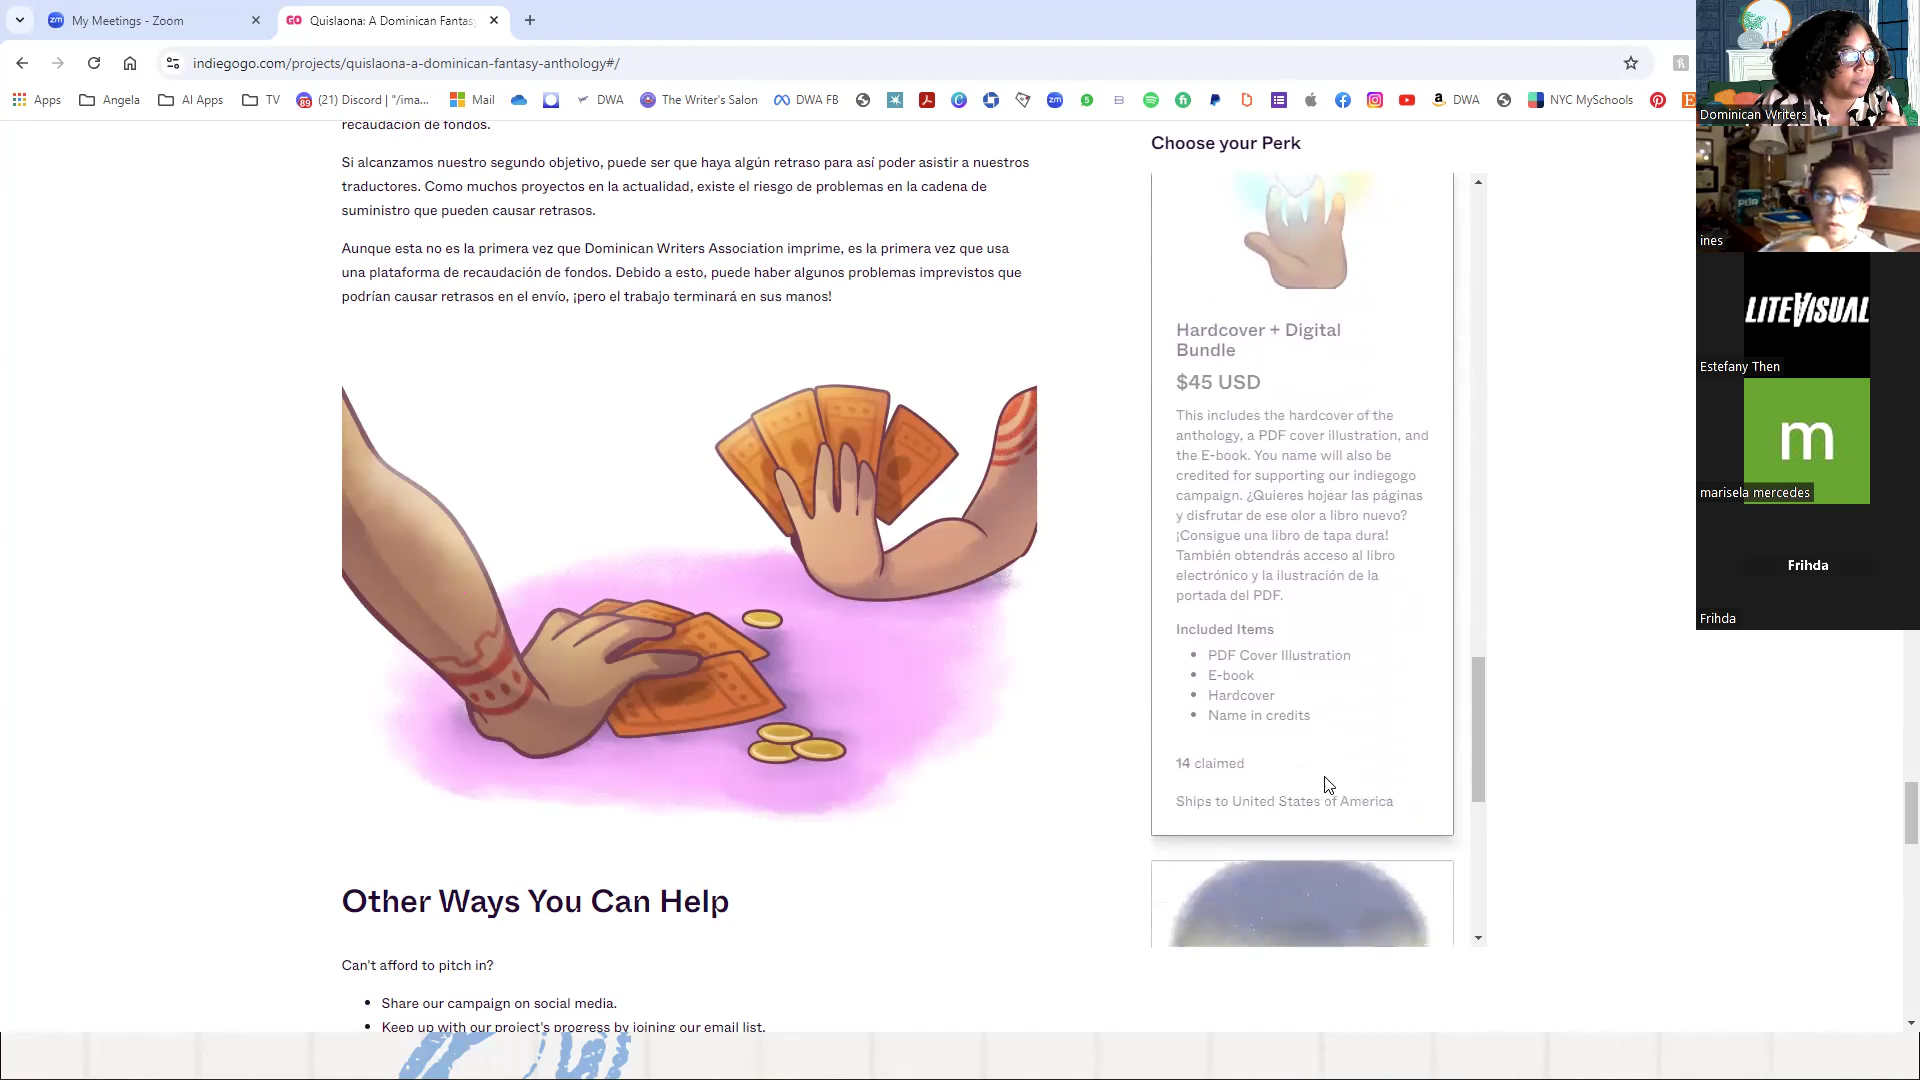 My Meetings - Zoom
Quislaona: A Dominican Fantas
indiegogo.com/projects/quislaona-a-dominican-fantasy-anthology#/
Apps
Angela
AI Apps
TV
(21) Discord | "/ima...
Mail
DWA
The Writer's Salon
DWA FB
DWA
NYC MySchools
recaudación de fondos.
Si alcanzamos nuestro segundo objetivo, puede ser que haya algún retraso para así poder asistir a nuestros
traductores. Como muchos proyectos en la actualidad, existe el riesgo de problemas en la cadena de
suministro que pueden causar retrasos.
Aunque esta no es la primera vez que Dominican Writers Association imprime, es la primera vez que usa
una plataforma de recaudación de fondos. Debido a esto, puede haber algunos problemas imprevistos que
podrían causar retrasos en el envío, ¡pero el trabajo terminará en sus manos!
Other Ways You Can Help
Can't afford to pitch in?
Share our campaign on social media.
Keep up with our project's progress by joining our email list.
Choose your Perk
Hardcover + Digital
Bundle
$45 USD
This includes the hardcover of the
anthology, a PDF cover illustration, and
the E-book. You name will also be
credited for supporting our indiegogo
campaign. ¿Quieres hojear las páginas
y disfrutar de ese olor a libro nuevo?
¡Consigue una libro de tapa dura!
También obtendrás acceso al libro
electrónico y la ilustración de la
portada del PDF.
Included Items
PDF Cover Illustration
E-book
Hardcover
Name in credits
14 claimed
Ships to United States of America
Dominican Writers
ines
LITEVISUAL
Estefany Then
m
marisela mercedes
Frihda
Frihda